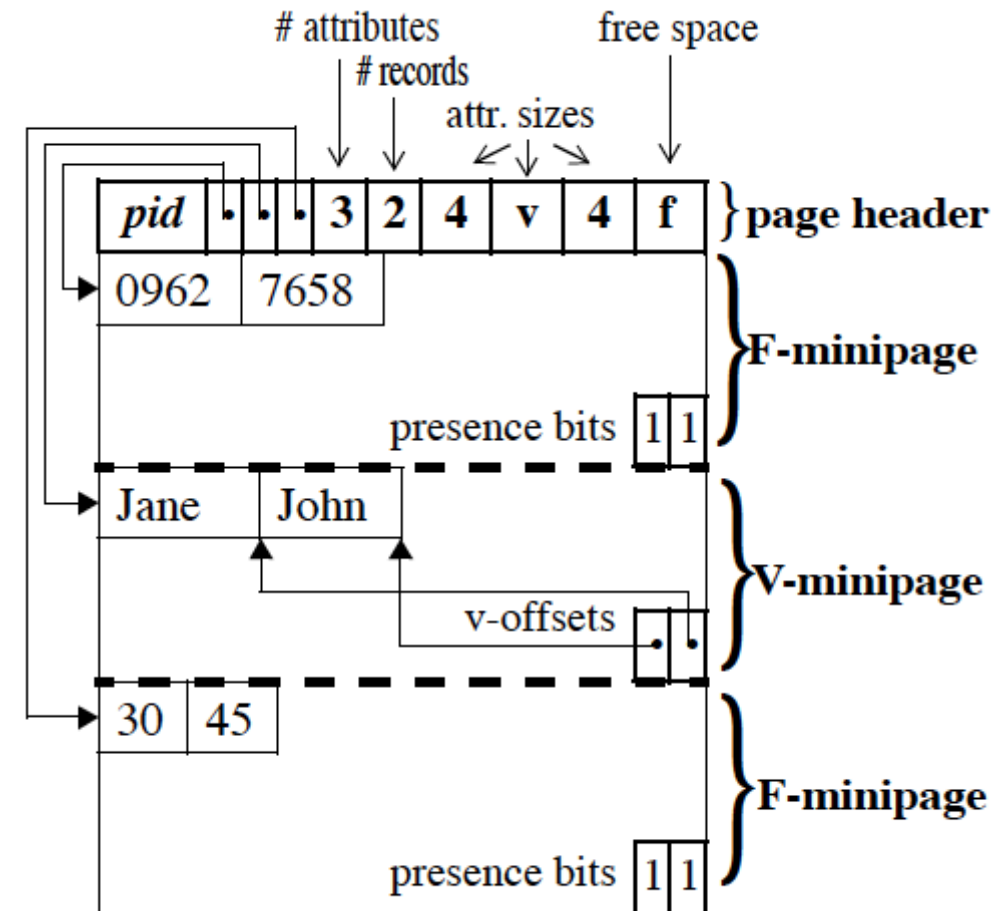 # attributes
free space
# records
attr. sizes
pid 3 2 4 v 4 f
page header
0962 7658
F-minipage
presence bits 1 1
Jane John
V-minipage
v-offsets
30 45
F-minipage
presence bits 1 1